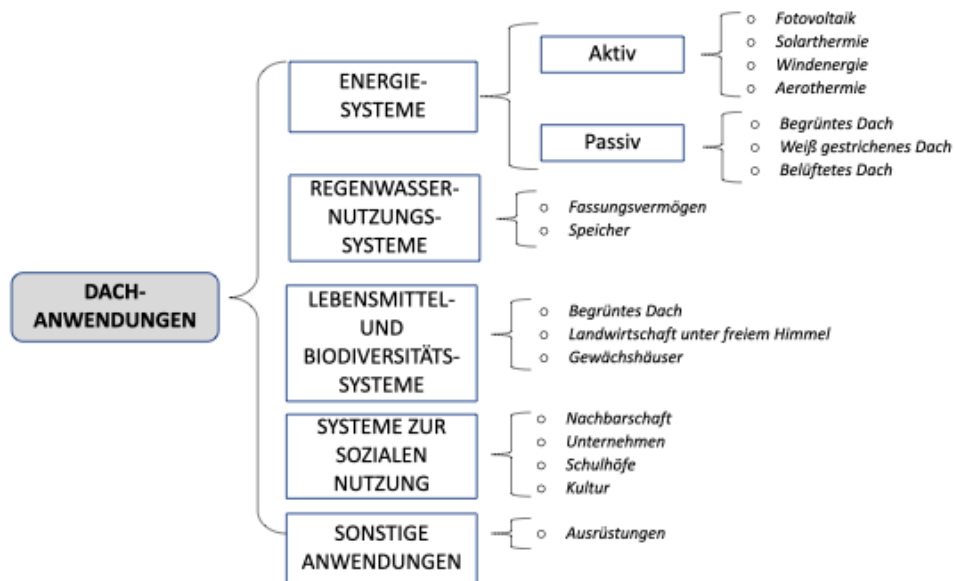 DACH-
ANWENDUNGEN
ENERGIE-
SYSTEME
Aktiv
Fotovoltaik
Solarthermie
Windenergie
Aerothermie
Passiv
Begrüntes Dach
Weiß gestrichenes Dach
Belüftetes Dach
REGENWASSER-
NUTZUNGS-
SYSTEME
Fassungsvermögen
Speicher
LEBENSMITTEL-
UND
BIODIVERSITÄTS-
SYSTEME
Begrüntes Dach
Landwirtschaft unter freiem Himmel
Gewächshäuser
SYSTEME ZUR
SOZIALEN
NUTZUNG
Nachbarschaft
Unternehmen
Schulhöfe
Kultur
SONSTIGE
ANWENDUNGEN
Ausrüstungen